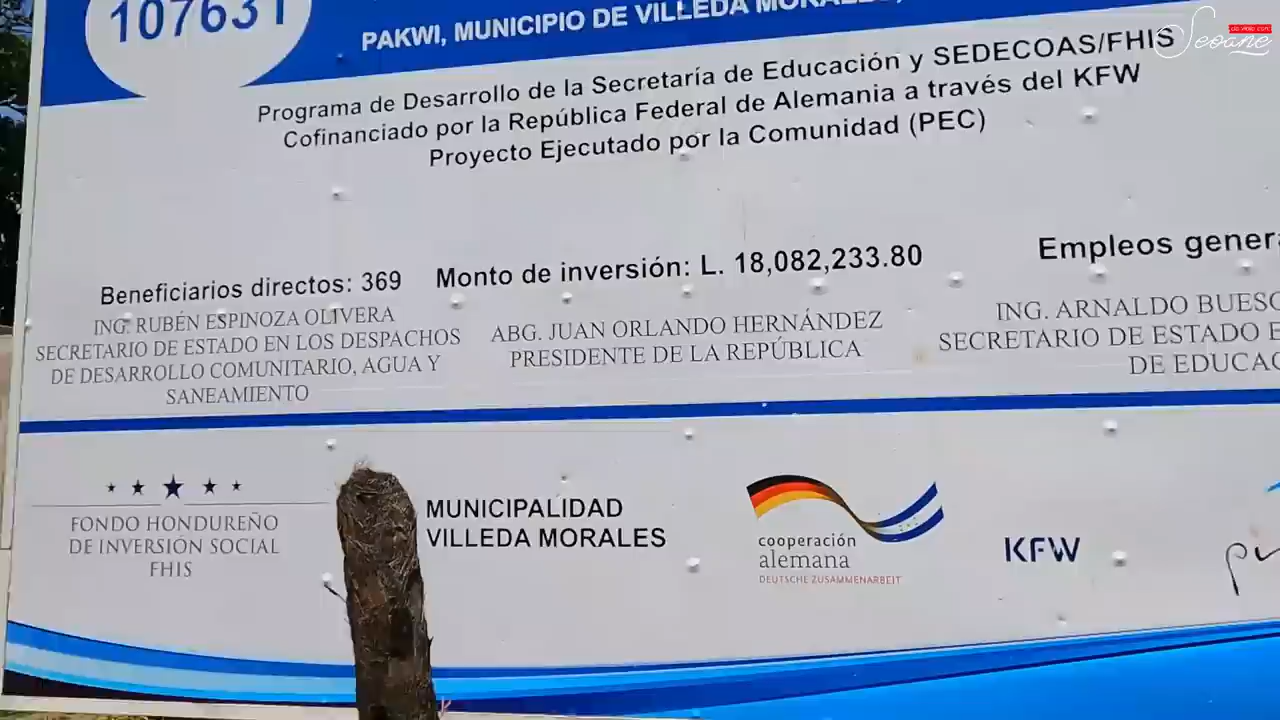 107631
PAKWI, MUNICIPIO DE VILLEDA MORALES,
Programa de Desarrollo de la Secretaría de Educación y SEDECOAS/FHIS
Cofinanciado por la República Federal de Alemania a través del KFW
Proyecto Ejecutado por la Comunidad (PEC)
Beneficiarios directos: 369
Monto de inversión: L. 18,082,233.80
Empleos genera
ING. RUBÉN ESPINOZA OLIVERA
SECRETARIO DE ESTADO EN LOS DESPACHOS
DE DESARROLLO COMUNITARIO, AGUA Y
SANEAMIENTO
ABG. JUAN ORLANDO HERNÁNDEZ
PRESIDENTE DE LA REPÚBLICA
ING. ARNALDO BUESO
SECRETARIO DE ESTADO E
DE EDUCAC
FONDO HONDUREÑO
DE INVERSIÓN SOCIAL
FHIS
MUNICIPALIDAD
VILLEDA MORALES
cooperación
alemana
DEUTSCHE ZUSAMMENARBEIT
KFW
Seoane